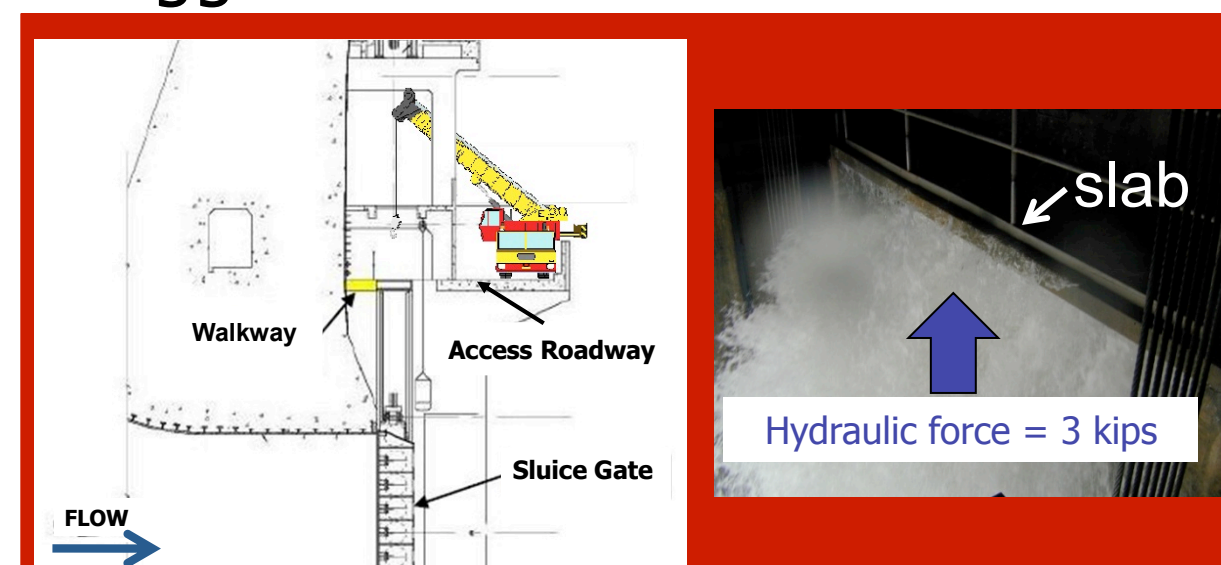 Walkway
Access Roadway
Sluice Gate
FLOW
slab
Hydraulic force = 3 kips